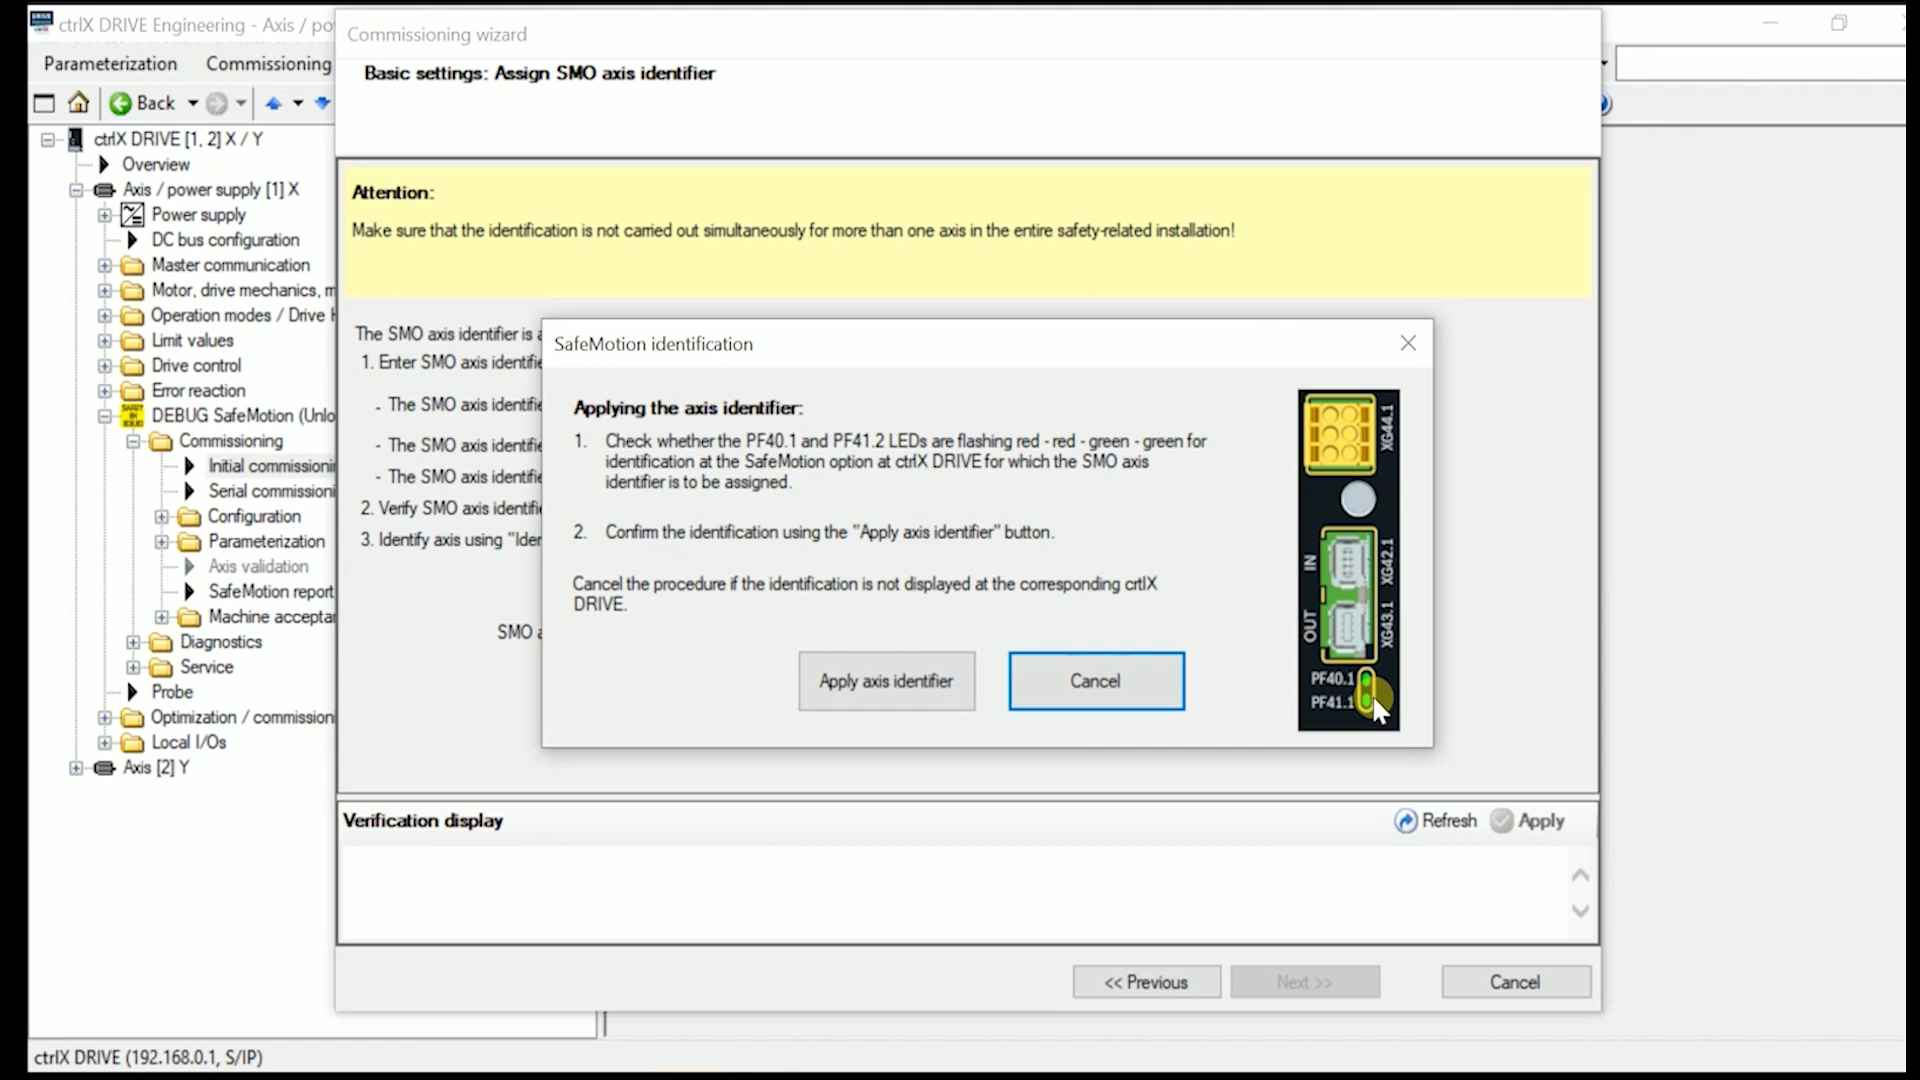 ctrlX DRIVE Engineering - Axis / po
Commissioning wizard
Parameterization Commissioning
Basic settings: Assign SMO axis identifier
Back
ctrlX DRIVE [1, 2] X / Y
Overview
Axis / power supply [1] X
Power supply
DC bus configuration
Master communication
Motor, drive mechanics, m
Operation modes / Drive H
Limit values
Drive control
Error reaction
DEBUG SafeMotion (Unlo
Commissioning
Initial commissioni
Serial commissioni
Configuration
Parameterization
Axis validation
SafeMotion report
Machine acceptan
Diagnostics
Service
Probe
Optimization / commission
Local I/Os
Axis [2] Y
Attention:
Make sure that the identification is not carried out simultaneously for more than one axis in the entire safety-related installation!
The SMO axis identifier is a
1. Enter SMO axis identifie
- The SMO axis identifie
- The SMO axis identifie
- The SMO axis identifie
2. Verify SMO axis identifi
3. Identify axis using "Iden
SMO a
SafeMotion identification
Applying the axis identifier:
1. Check whether the PF40.1 and PF41.2 LEDs are flashing red - red - green - green for
identification at the SafeMotion option at ctrlX DRIVE for which the SMO axis
identifier is to be assigned.
2. Confirm the identification using the "Apply axis identifier" button.
Cancel the procedure if the identification is not displayed at the corresponding crtlX
DRIVE.
Apply axis identifier
Cancel
XG44.1
IN
XG42.1
OUT
XG43.1
PF40.1
PF41.1
Verification display
Refresh
Apply
<< Previous
Next >>
Cancel
ctrlX DRIVE (192.168.0.1, S/IP)